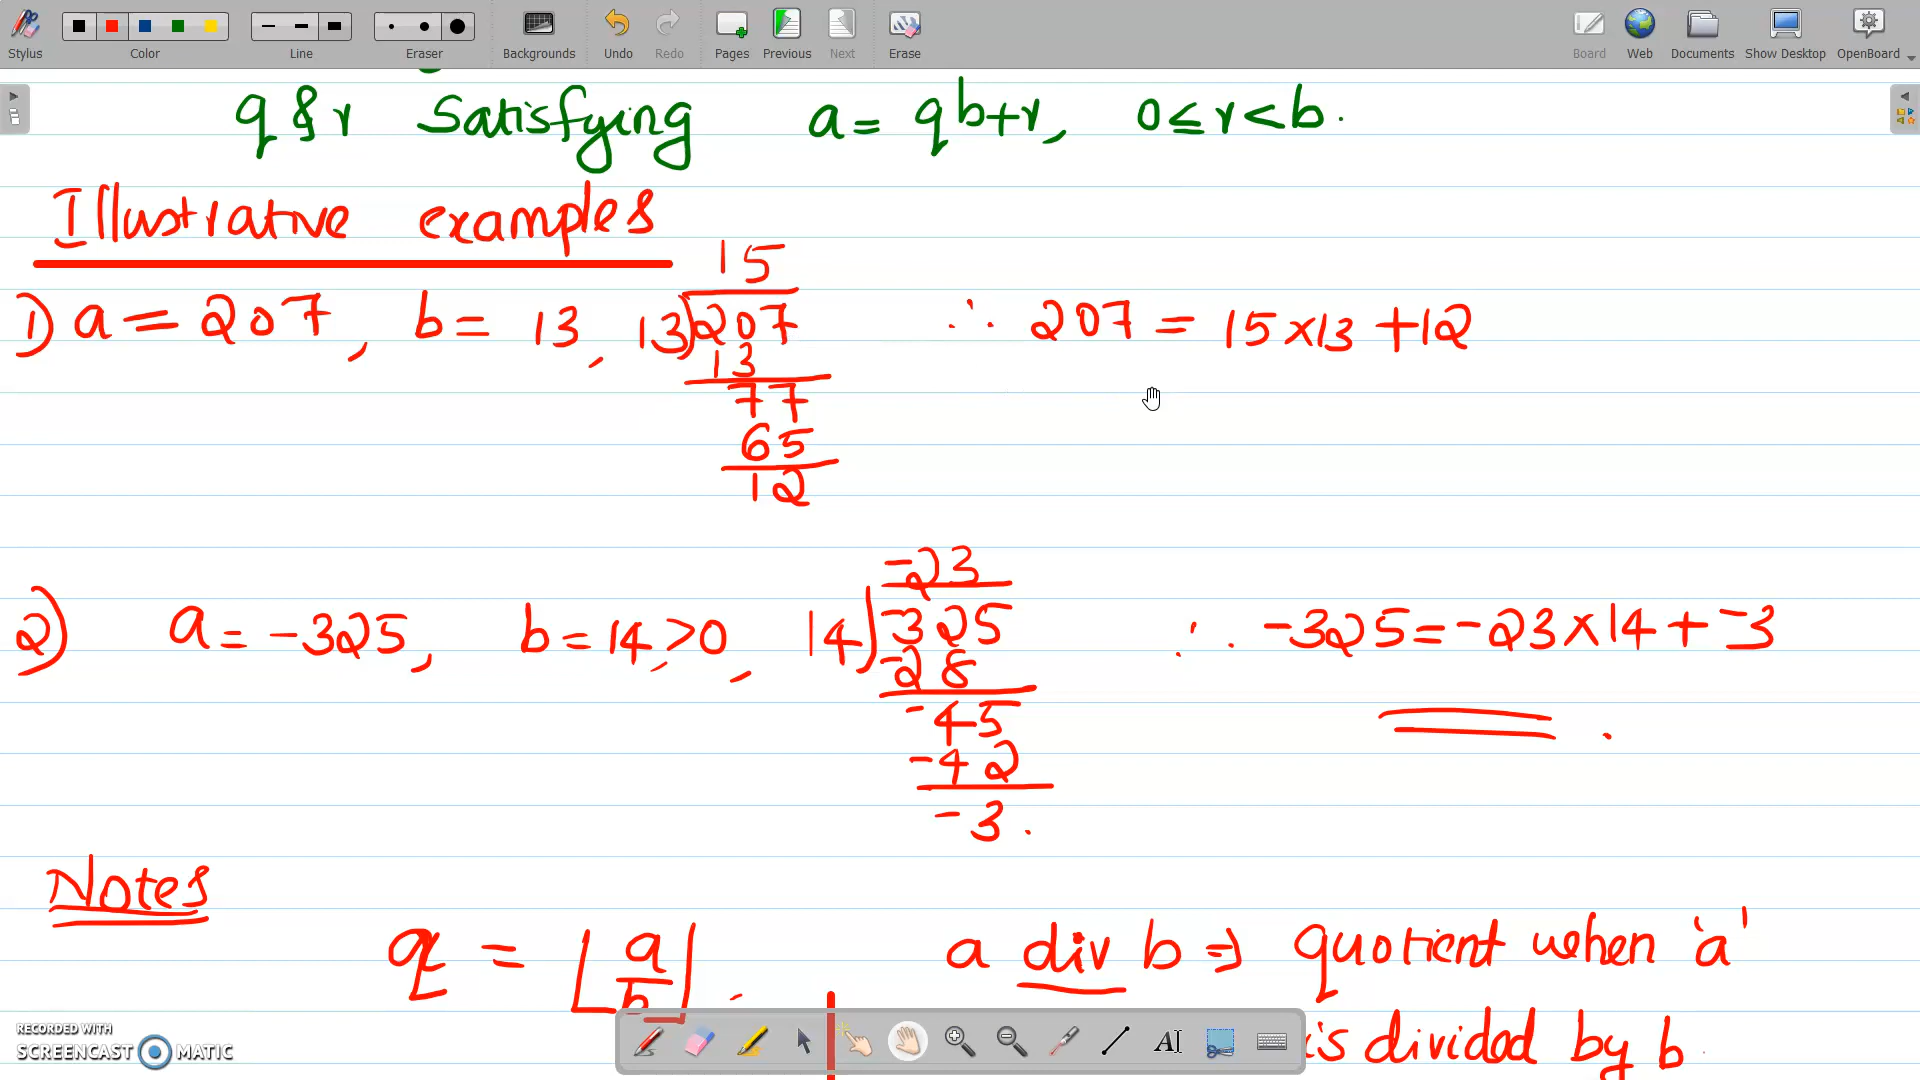 Stylus Color Line Eraser Backgrounds Undo Redo Pages Previous Next Erase Board Web Documents Show Desktop OpenBoard
q & r Satisfying a = qb+r, 0≤r<b.
Illustrative examples
15
1) a = 207, b = 13, 13)207 ∴ 207 = 15×13 +12
13
77
65
12
-23
2) a = -325, b = 14,>0, 14)-325 ∴ -325 = -23×14 + -3
-28
-45
-42
-3.
Notes
q = ⌊a/b⌋. a div b ⇒ quotient when 'a'
is divided by b.
RECORDED WITH
SCREENCAST MATIC